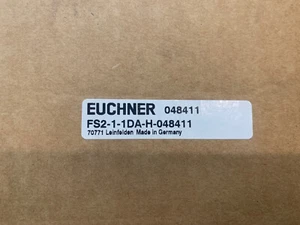 EUCHNER 048411
FS2-1-1DA-H-048411
70771 Leinfelden Made in Germany